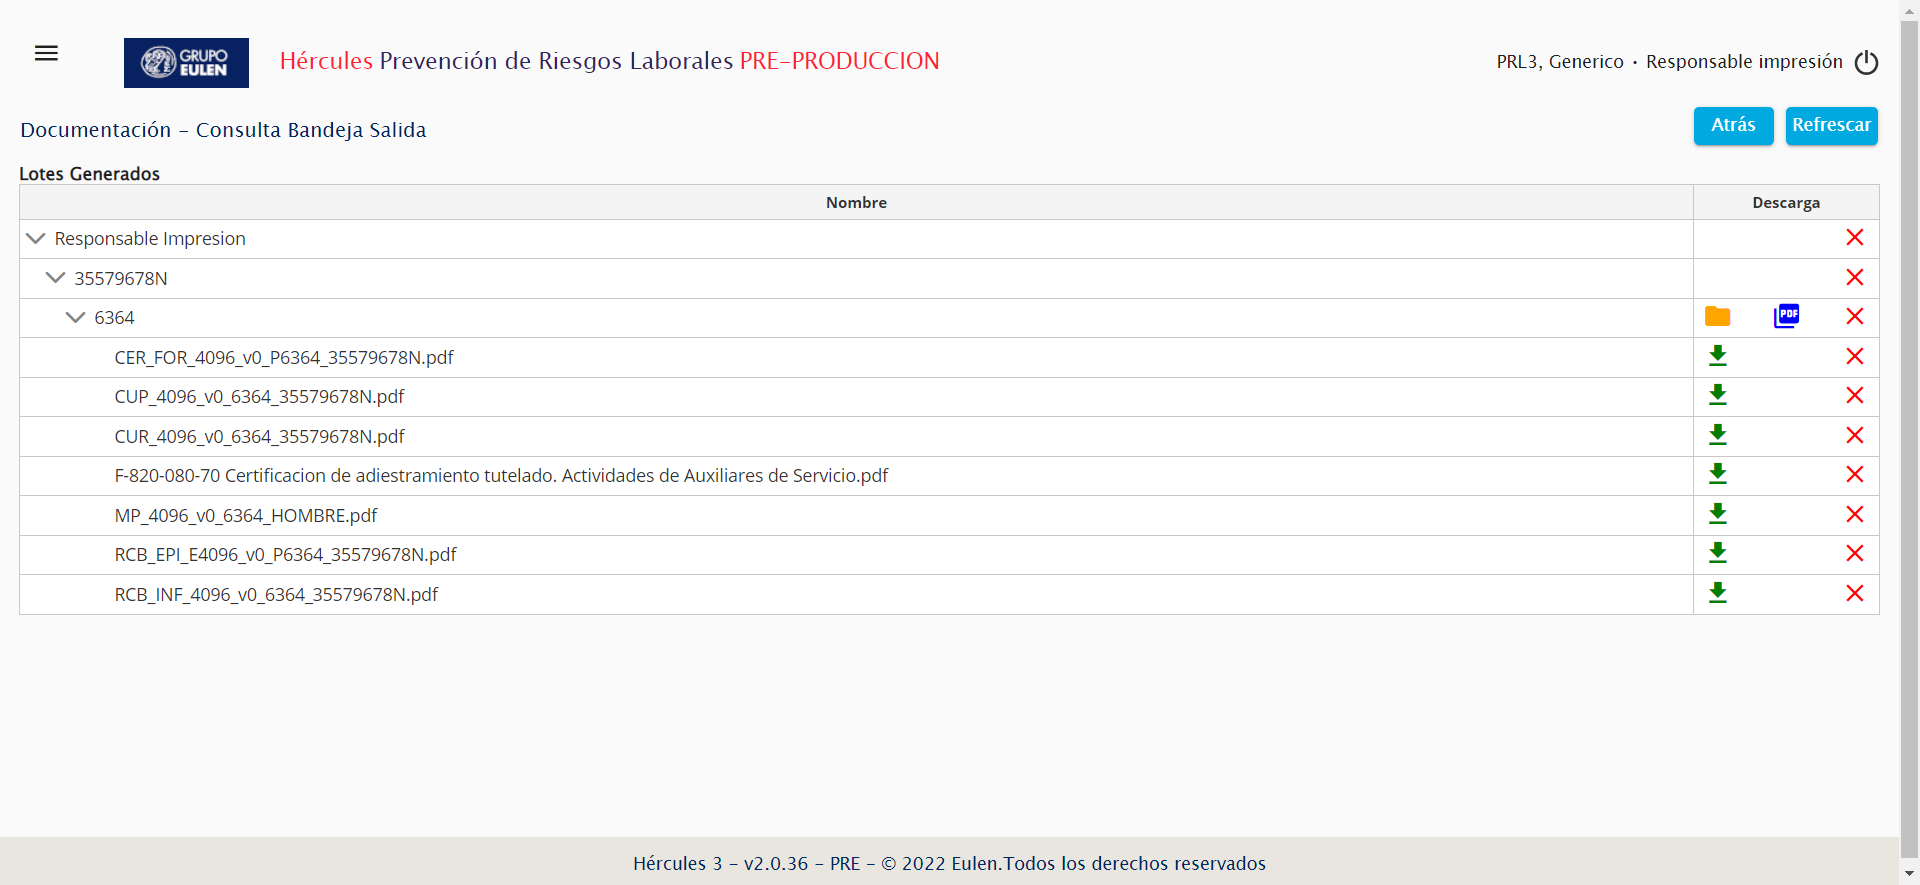 GRUPO
EULEN
Hércules Prevención de Riesgos Laborales PRE-PRODUCCION
PRL3, Generico · Responsable impresión
Documentación - Consulta Bandeja Salida
Atrás
Refrescar
Lotes Generados
Nombre Descarga
Responsable Impresion
35579678N
6364
PDF
CER_FOR_4096_v0_P6364_35579678N.pdf
CUP_4096_v0_6364_35579678N.pdf
CUR_4096_v0_6364_35579678N.pdf
F-820-080-70 Certificacion de adiestramiento tutelado. Actividades de Auxiliares de Servicio.pdf
MP_4096_v0_6364_HOMBRE.pdf
RCB_EPI_E4096_v0_P6364_35579678N.pdf
RCB_INF_4096_v0_6364_35579678N.pdf
Hércules 3 - v2.0.36 - PRE - © 2022 Eulen.Todos los derechos reservados